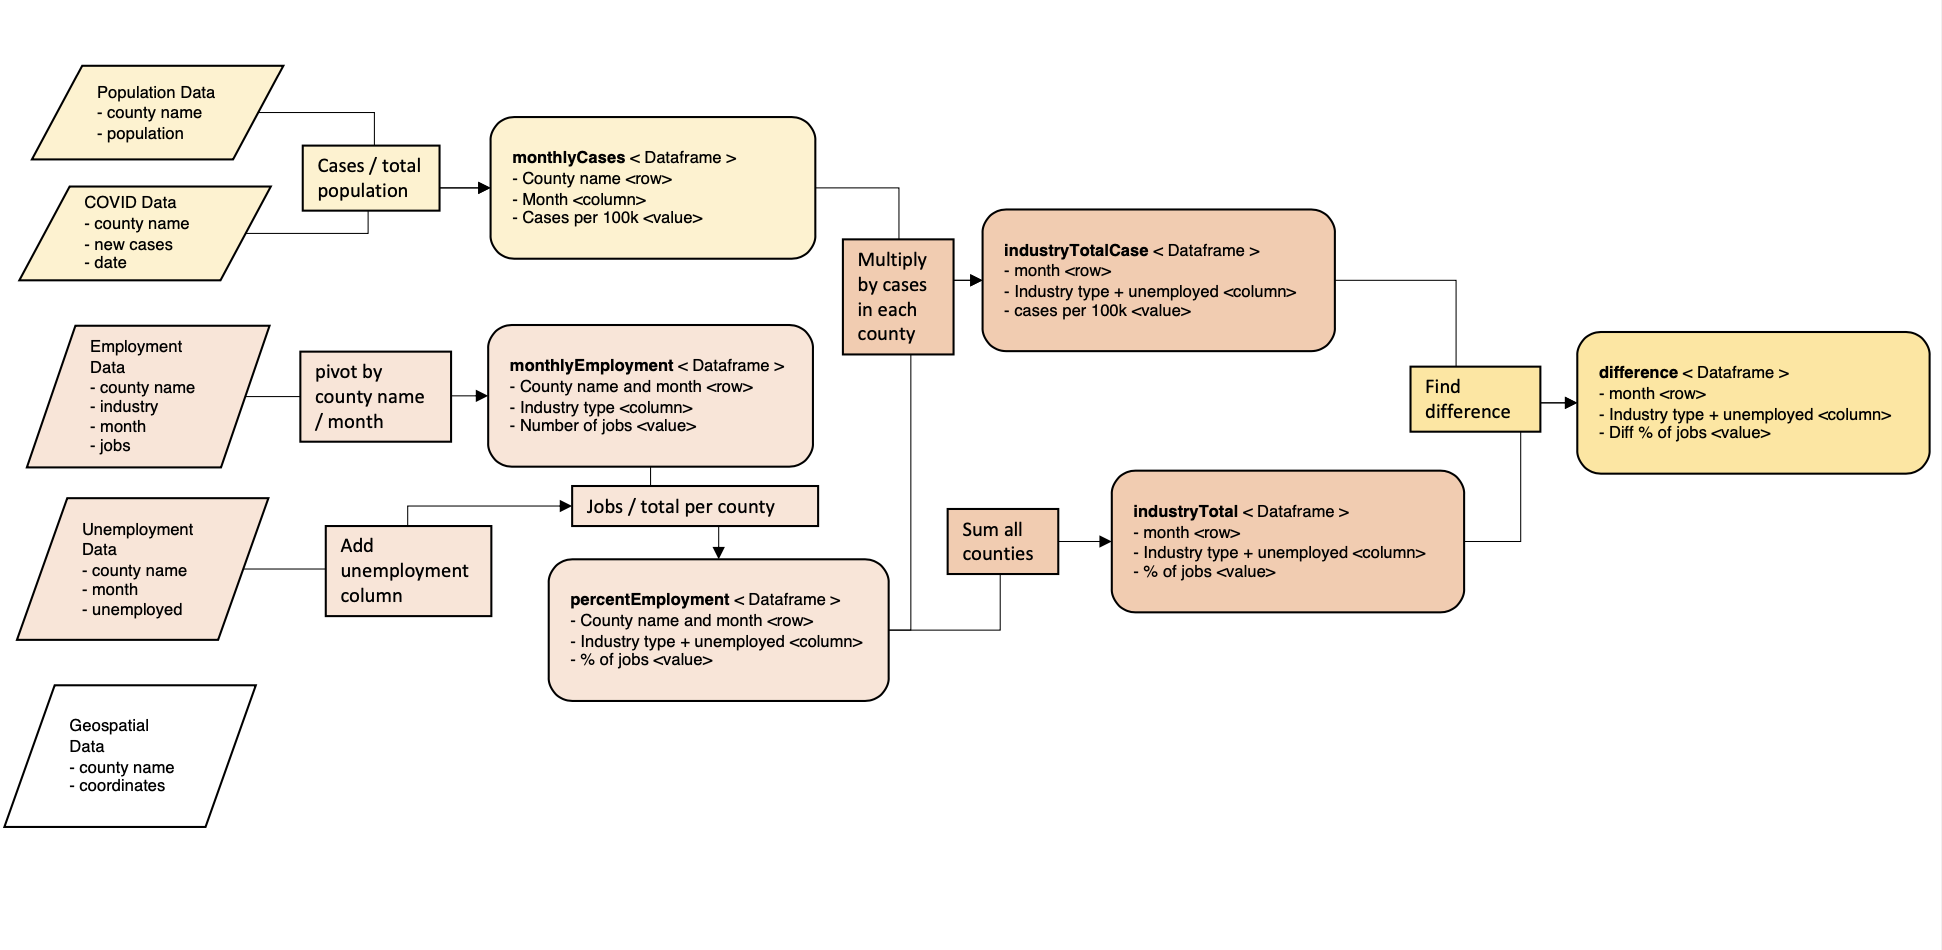 Population Data
- county name
- population
COVID Data
- county name
- new cases
- date
Cases / total
population
monthlyCases < Dataframe >
- County name <row>
- Month <column>
- Cases per 100k <value>
Employment
Data
- county name
- industry
- month
- jobs
pivot by
county name
/ month
monthlyEmployment < Dataframe >
- County name and month <row>
- Industry type <column>
- Number of jobs <value>
Unemployment
Data
- county name
- month
- unemployed
Add
unemployment
column
Jobs / total per county
percentEmployment < Dataframe >
- County name and month <row>
- Industry type + unemployed <column>
- % of jobs <value>
Geospatial
Data
- county name
- coordinates
Multiply
by cases
in each
county
industryTotalCase < Dataframe >
- month <row>
- Industry type + unemployed <column>
- cases per 100k <value>
Sum all
counties
industryTotal < Dataframe >
- month <row>
- Industry type + unemployed <column>
- % of jobs <value>
Find
difference
difference < Dataframe >
- month <row>
- Industry type + unemployed <column>
- Diff % of jobs <value>